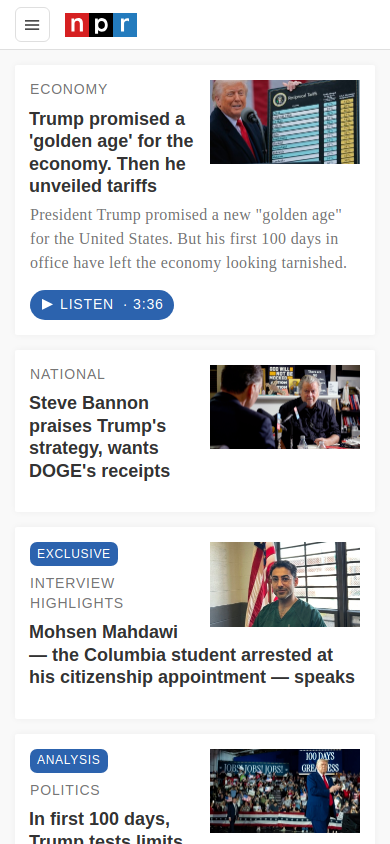 npr
ECONOMY
Trump promised a
'golden age' for the
economy. Then he
unveiled tariffs
Reciprocal Tariffs
President Trump promised a new "golden age"
for the United States. But his first 100 days in
office have left the economy looking tarnished.
LISTEN · 3:36
NATIONAL
Steve Bannon
praises Trump's
strategy, wants
DOGE's receipts
EXCLUSIVE
INTERVIEW
HIGHLIGHTS
Mohsen Mahdawi
— the Columbia student arrested at
his citizenship appointment — speaks
ANALYSIS
POLITICS
In first 100 days,
Trump tests limits
JOBS! JOBS! JOBS!
100 DAYS